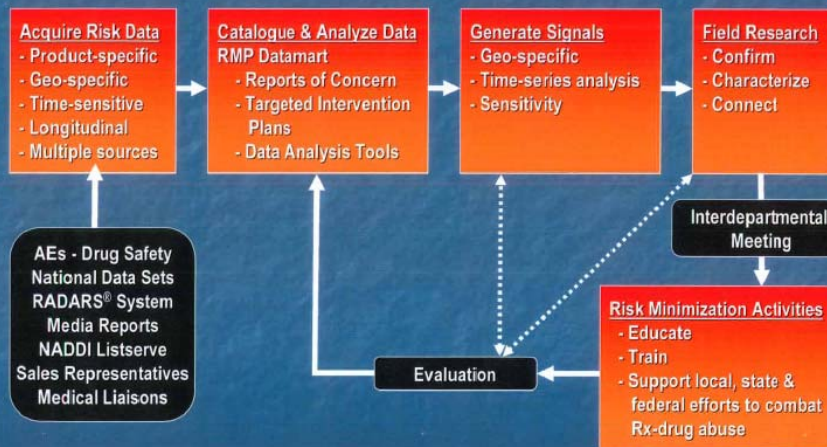 Acquire Risk Data
- Product-specific
- Geo-specific
- Time-sensitive
- Longitudinal
- Multiple sources
Catalogue & Analyze Data
RMP Datamart
- Reports of Concern
- Targeted Intervention
Plans
- Data Analysis Tools
Generate Signals
- Geo-specific
- Time-series analysis
- Sensitivity
Field Research
- Confirm
- Characterize
- Connect
AEs - Drug Safety
National Data Sets
RADARS® System
Media Reports
NADDI Listserve
Sales Representatives
Medical Liaisons
Interdepartmental
Meeting
Risk Minimization Activities
- Educate
- Train
- Support local, state &
federal efforts to combat
Rx-drug abuse
Evaluation